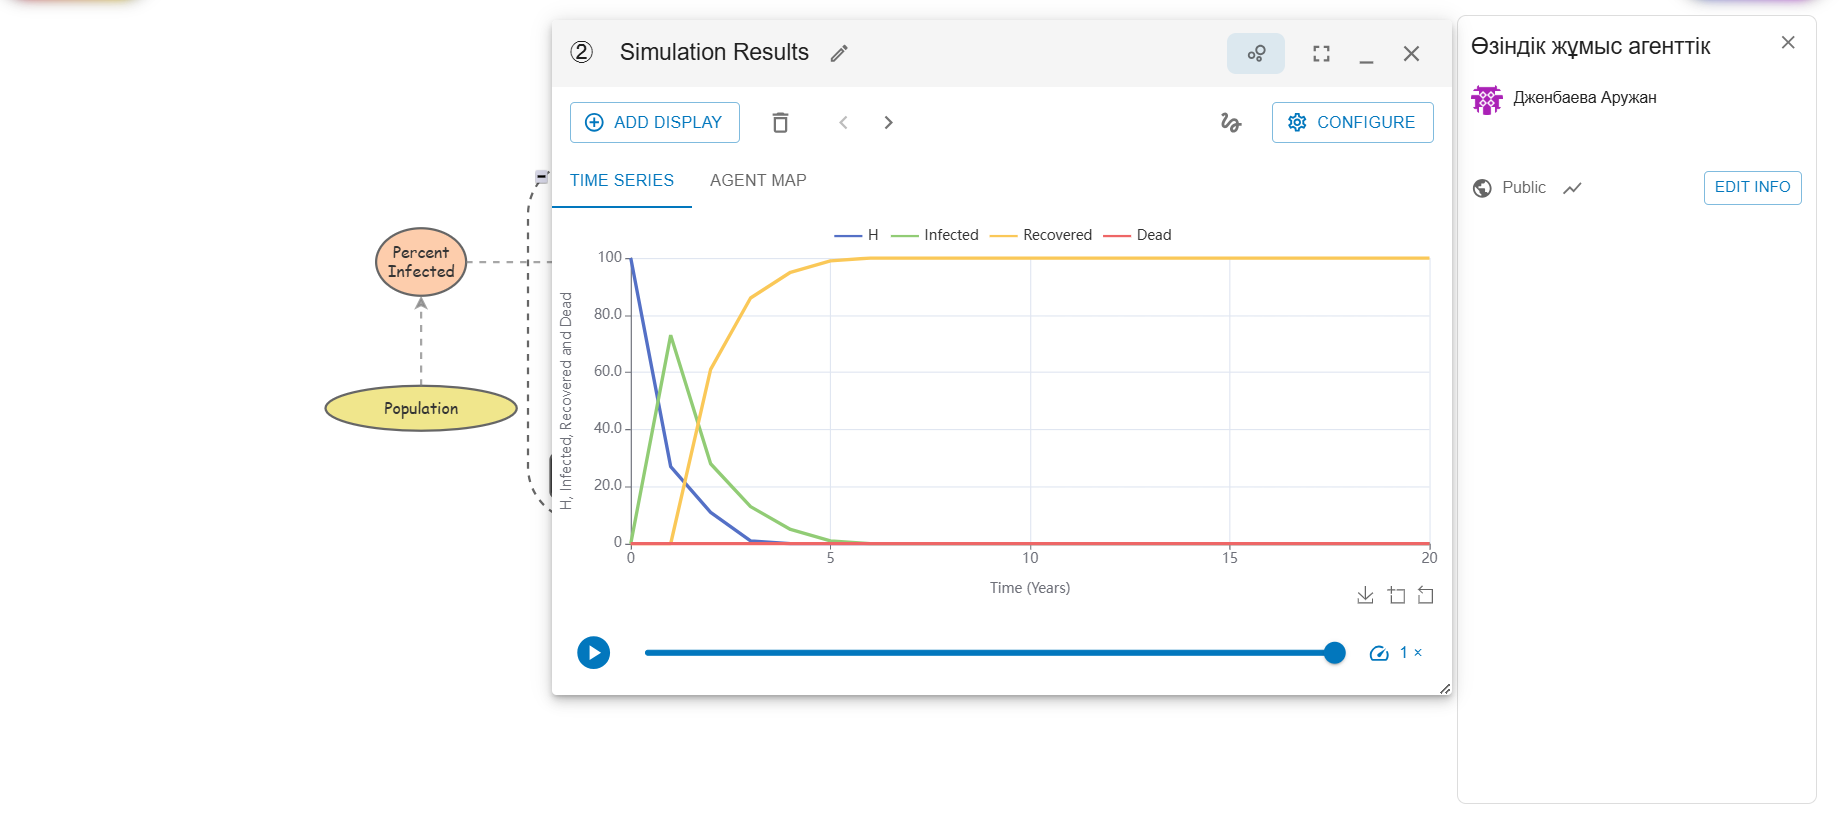 ② Simulation Results
ADD DISPLAY
CONFIGURE
TIME SERIES
AGENT MAP
H
Infected
Recovered
Dead
H, Infected, Recovered and Dead
100
80.0
60.0
40.0
20.0
0
0
5
10
15
20
Time (Years)
1 ×
Percent
Infected
Population
Өзіндік жұмыс агенттік
Дженбаева Аружан
Public
EDIT INFO